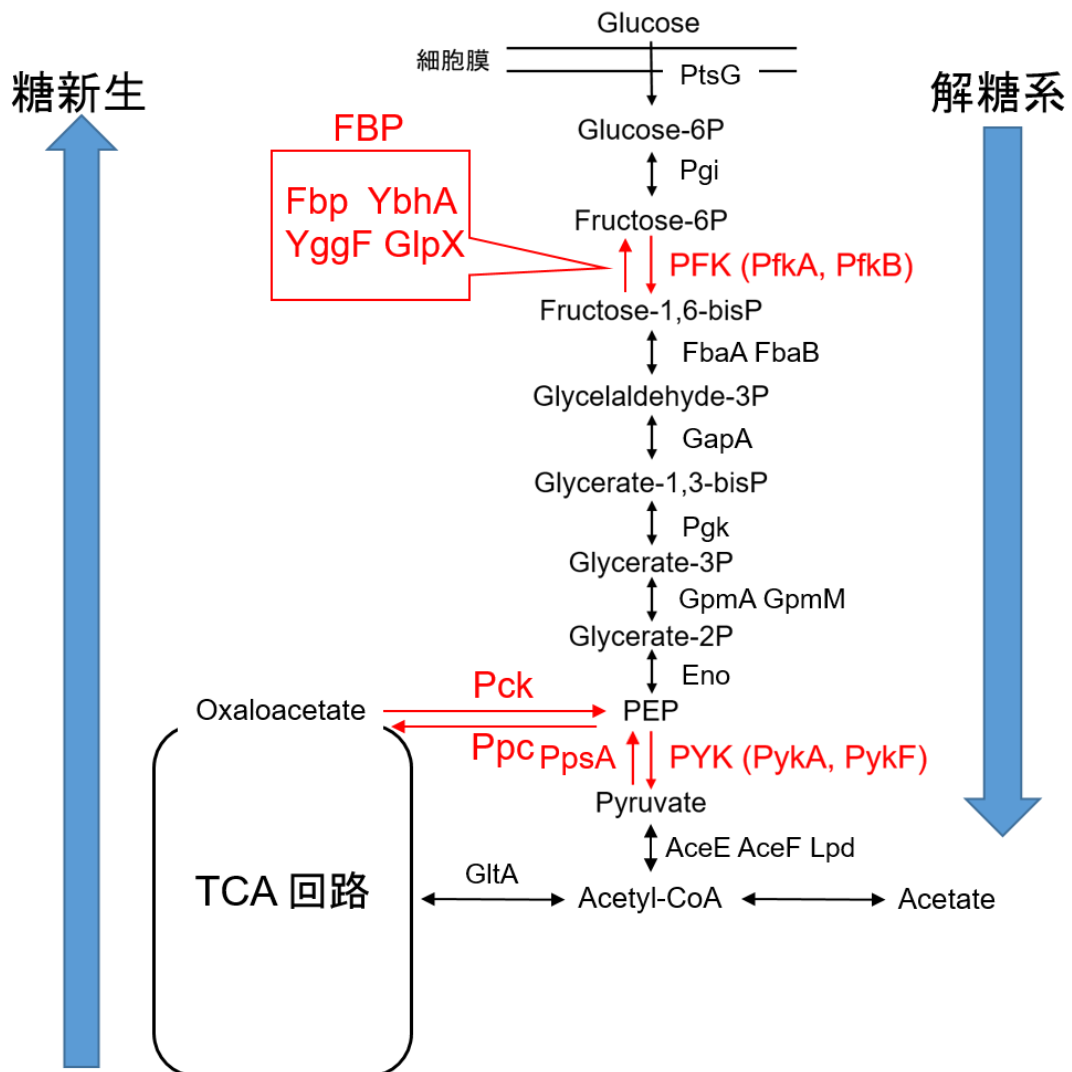 Glucose
細胞膜
PtsG
糖新生
解糖系
Glucose-6P
FBP
Pgi
Fbp YbhA
YggF GlpX
Fructose-6P
PFK (PfkA, PfkB)
Fructose-1,6-bisP
FbaA FbaB
Glycelaldehyde-3P
GapA
Glycerate-1,3-bisP
Pgk
Glycerate-3P
GpmA GpmM
Glycerate-2P
Eno
Pck
Oxaloacetate
PEP
Ppc
PpsA
PYK (PykA, PykF)
Pyruvate
AceE AceF Lpd
GltA
TCA 回路
Acetyl-CoA
Acetate